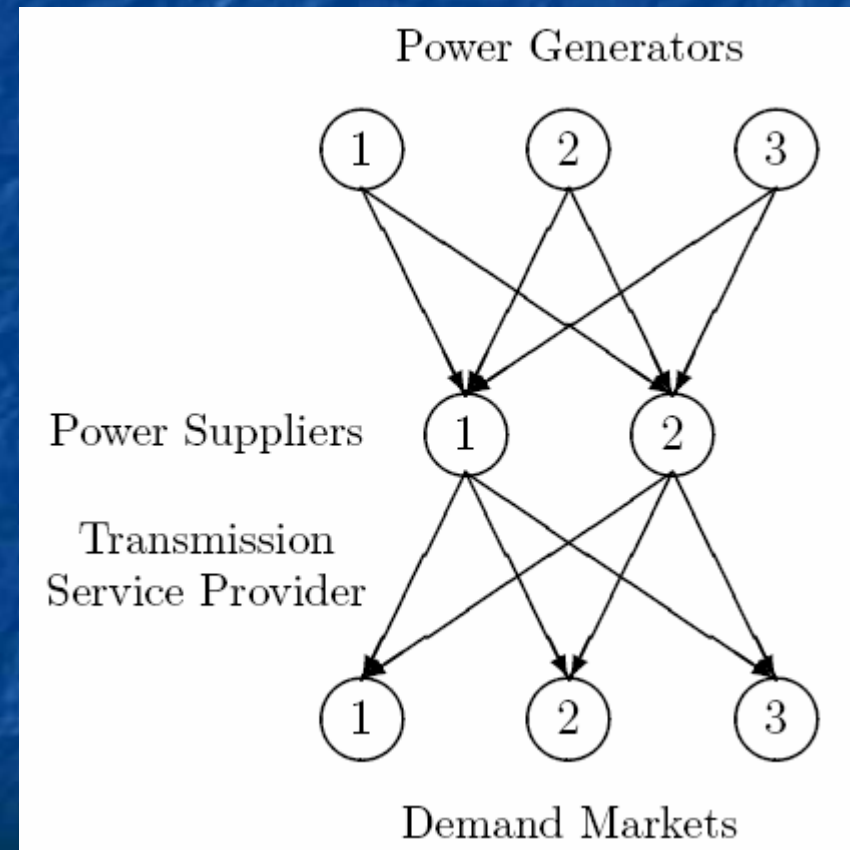 Power Generators
1 2 3
Power Suppliers
1 2
Transmission
Service Provider
1 2 3
Demand Markets